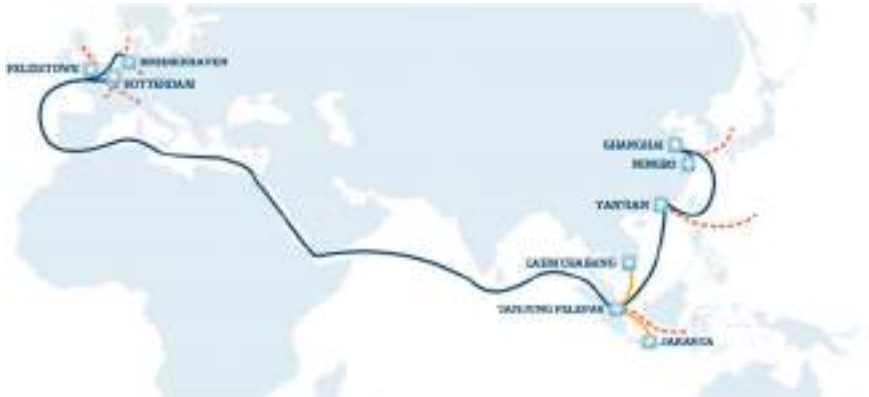 FELIXSTOWE
BREMERHAVEN
ROTTERDAM
SHANGHAI
NINGBO
YANTIAN
LAEM CHABANG
TANJUNG PELEPAS
JAKARTA